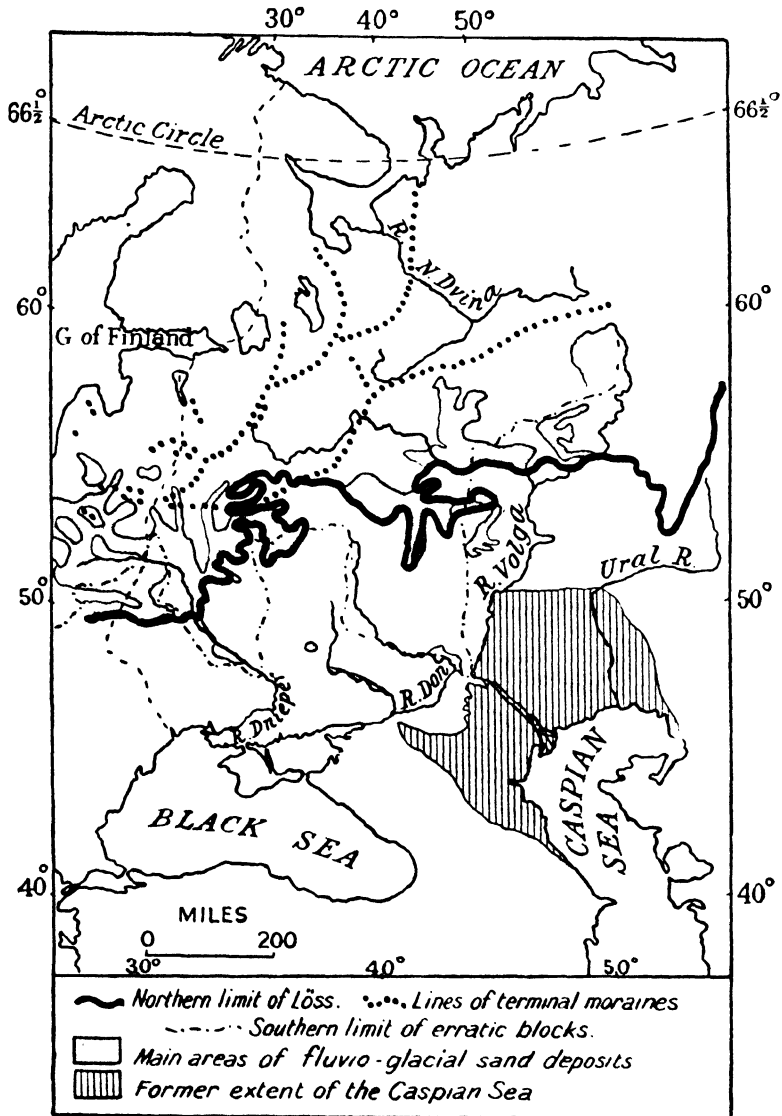 30° 40° 50°
ARCTIC OCEAN
66½° 66½°
Arctic Circle
R. N. Dvina
60° 60°
G of Finland
R. Volga
Ural R.
50° 50°
R. Don
R. Dniepr
CASPIAN SEA
BLACK SEA
40° 40°
MILES
0 200
30° 40° 50°
Northern limit of Löss. Lines of terminal moraines
Southern limit of erratic blocks.
Main areas of fluvio-glacial sand deposits
Former extent of the Caspian Sea